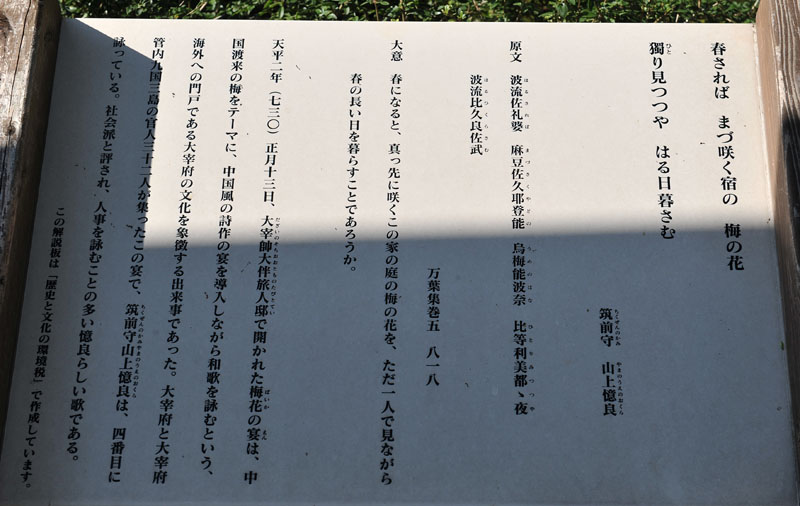 春されば　まづ咲く宿の　梅の花
獨り見つつや　はる日暮さむ
筑前守　山上憶良
原文　波流佐礼婆　麻豆佐久耶登能　烏梅能波奈　比等利美都ゝ夜
波流比久良佐武
万葉集巻五　八一八
大意　春になると、真っ先に咲くこの家の庭の梅の花を、ただ一人で見ながら
春の長い日を暮らすことであろうか。
天平二年（七三〇）正月十三日、大宰帥大伴旅人邸で開かれた梅花の宴は、中
国渡来の梅をテーマに、中国風の詩作の宴を導入しながら和歌を詠むという、
海外への門戸である大宰府の文化を象徴する出来事であった。大宰府と大宰府
管内九国三島の官人三十二人が集ったこの宴で、筑前守山上憶良は、四番目に
詠っている。社会派と評され、人事を詠むことの多い憶良らしい歌である。
この解説板は「歴史と文化の環境税」で作成しています。